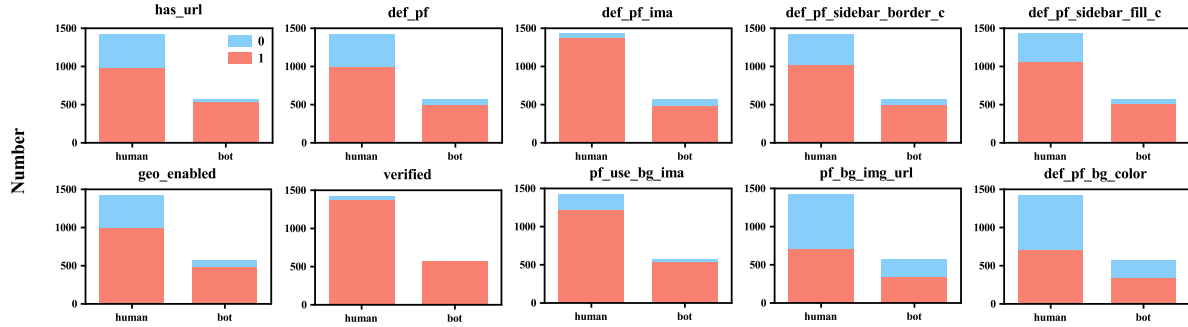 has_url def_pf def_pf_ima def_pf_sidebar_border_c def_pf_sidebar_fill_c
1500 1500 1500 1500 1500
0
1
1000 1000 1000 1000 1000
500 500 500 500 500
0 0 0 0 0
human bot human bot human bot human bot human bot
Number
geo_enabled verified pf_use_bg_ima pf_bg_img_url def_pf_bg_color
1500 1500 1500 1500 1500
1000 1000 1000 1000 1000
500 500 500 500 500
0 0 0 0 0
human bot human bot human bot human bot human bot